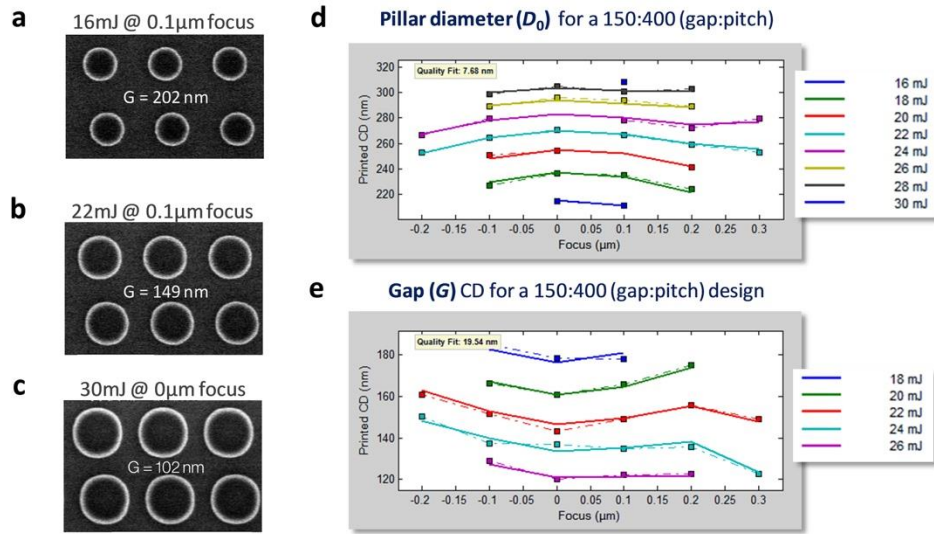 a
16mJ @ 0.1µm focus
G = 202 nm
b
22mJ @ 0.1µm focus
G = 149 nm
c
30mJ @ 0µm focus
G = 102 nm
d
Pillar diameter (D₀) for a 150:400 (gap:pitch)
Quality Fit: 7.68 nm
Printed CD (nm)
320
300
280
260
240
220
-0.2 -0.15 -0.1 -0.05 0 0.05 0.1 0.15 0.2 0.25 0.3
Focus (µm)
16 mJ
18 mJ
20 mJ
22 mJ
24 mJ
26 mJ
28 mJ
30 mJ
e
Gap (G) CD for a 150:400 (gap:pitch) design
Quality Fit: 19.54 nm
Printed CD (nm)
180
160
140
120
-0.2 -0.15 -0.1 -0.05 0 0.05 0.1 0.15 0.2 0.25 0.3
Focus (µm)
18 mJ
20 mJ
22 mJ
24 mJ
26 mJ